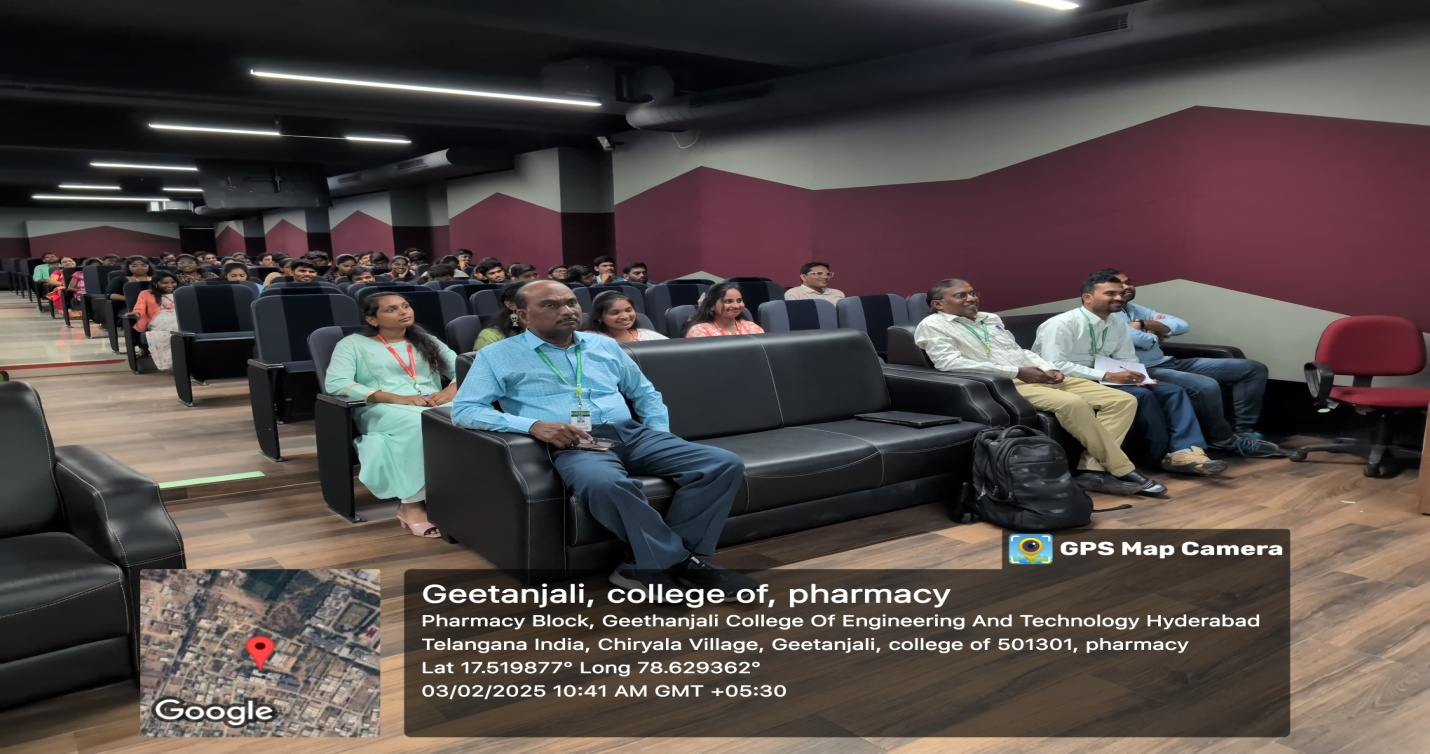 GPS Map Camera
Geetanjali, college of, pharmacy
Pharmacy Block, Geethanjali College Of Engineering And Technology Hyderabad
Telangana India, Chiryala Village, Geetanjali, college of 501301, pharmacy
Lat 17.519877° Long 78.629362°
03/02/2025 10:41 AM GMT +05:30
Google